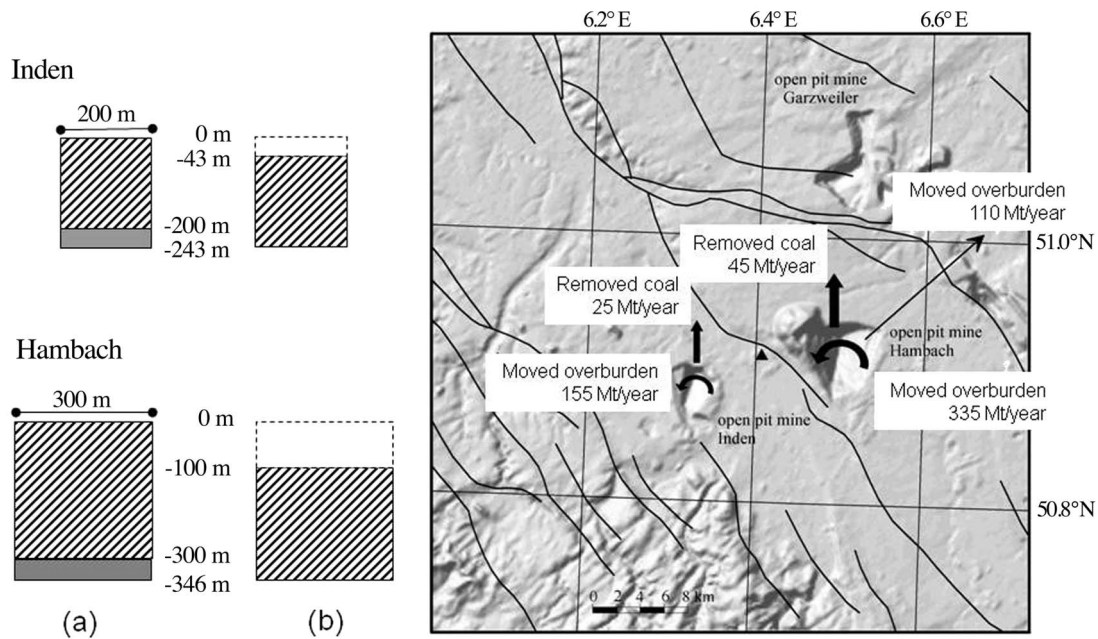 Inden
200 m
0 m
-43 m
-200 m
-243 m
Hambach
300 m
0 m
-100 m
-300 m
-346 m
(a)
(b)
6.2°E
6.4°E
6.6°E
open pit mine
Garzweiler
Moved overburden
110 Mt/year
Removed coal
45 Mt/year
51.0°N
Removed coal
25 Mt/year
open pit mine
Hambach
Moved overburden
155 Mt/year
Moved overburden
335 Mt/year
open pit mine
Inden
50.8°N
0 2 4 6 8 km